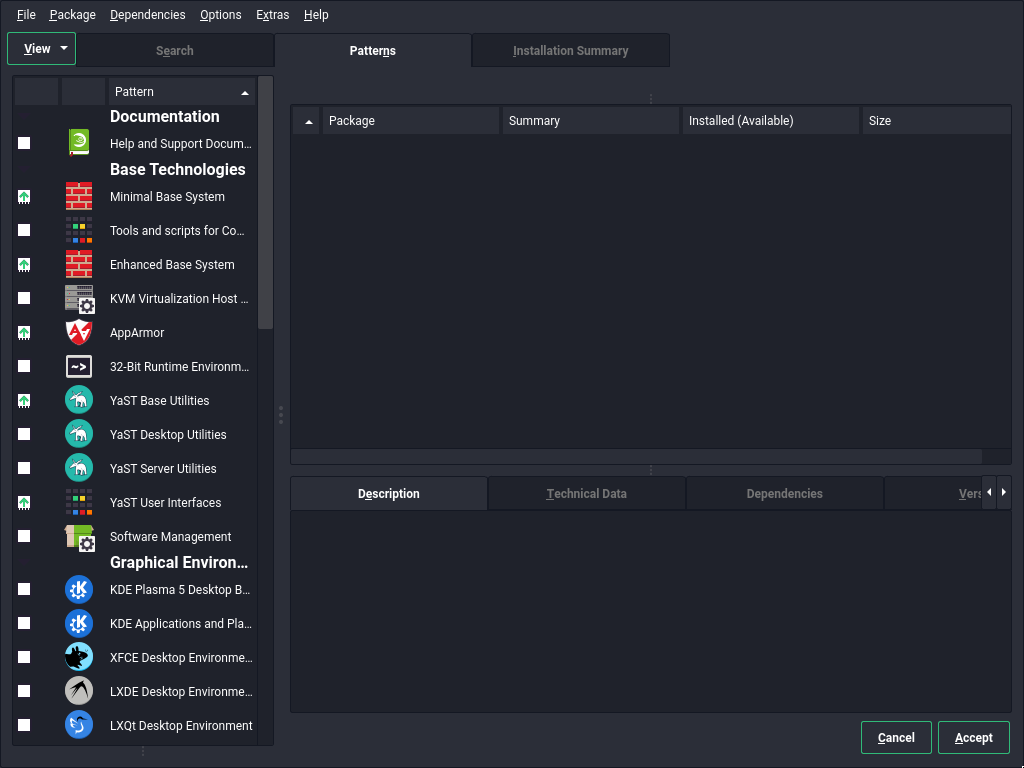 File Package Dependencies Options Extras Help
View Search Patterns Installation Summary
Pattern
Documentation
Help and Support Docum...
Base Technologies
Minimal Base System
Tools and scripts for Co...
Enhanced Base System
KVM Virtualization Host ...
AppArmor
32-Bit Runtime Environm...
YaST Base Utilities
YaST Desktop Utilities
YaST Server Utilities
YaST User Interfaces
Software Management
Graphical Environ...
KDE Plasma 5 Desktop B...
KDE Applications and Pla...
XFCE Desktop Environme...
LXDE Desktop Environme...
LXQt Desktop Environment
Package Summary Installed (Available) Size
Description Technical Data Dependencies Vers
Cancel Accept